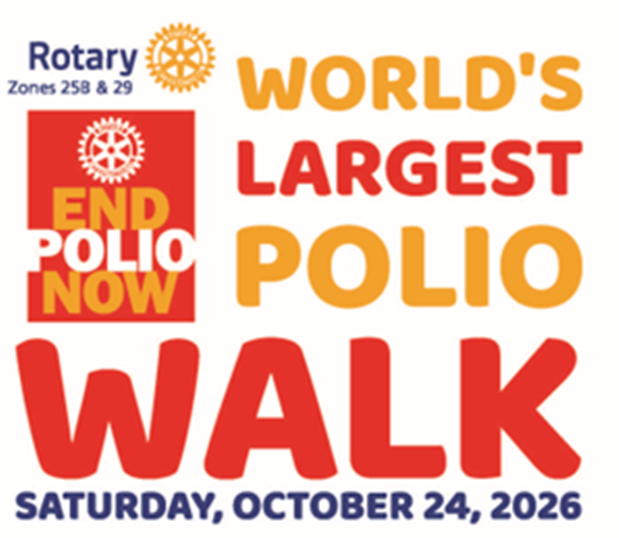 Rotary
Zones 25B & 29
END
POLIO
NOW
WORLD'S
LARGEST
POLIO
WALK
SATURDAY, OCTOBER 24, 2026